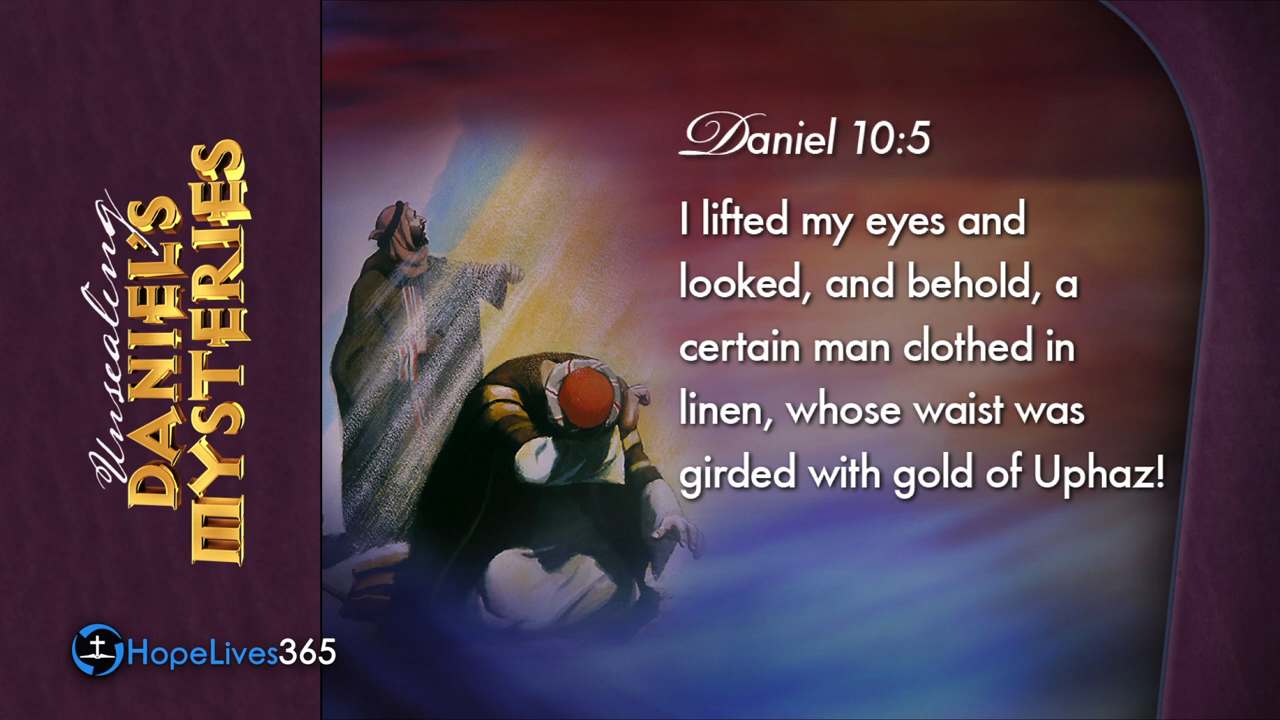 Unsealing
DANIEL'S
MYSTERIES
HopeLives365
Daniel 10:5
I lifted my eyes and
looked, and behold, a
certain man clothed in
linen, whose waist was
girded with gold of Uphaz!